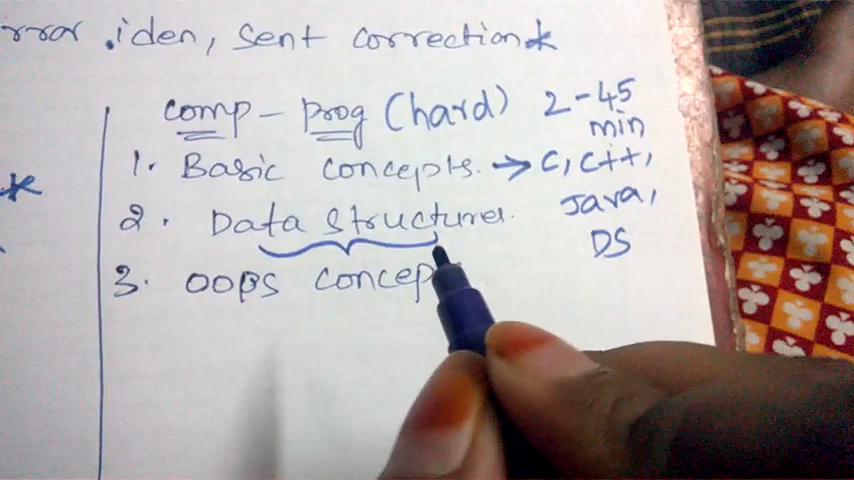 rror .iden, Sent correction*
*
comp - prog (hard) 2-45 min
1. Basic concepts. → C, C++, Java, DS
2. Data Structures.
3. OOPS concep